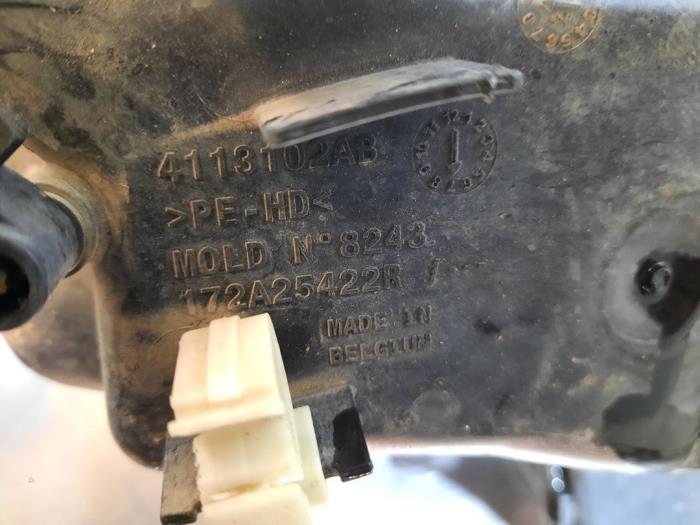 4113102AB
>PE-HD<
MOLD N° 8243
172A25422R
MADE IN
BELGIUM